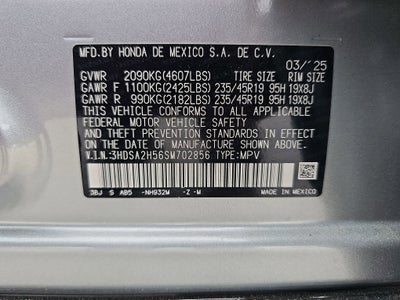 MFD.BY HONDA DE MEXICO S.A. DE C.V.
03/'25
GVWR 2090KG(4607LBS) TIRE SIZE RIM SIZE
GAWR F 1100KG(2425LBS) 235/45R19 95H 19X8J
GAWR R 990KG(2182LBS) 235/45R19 95H 19X8J
THIS VEHICLE CONFORMS TO ALL APPLICABLE
FEDERAL MOTOR VEHICLE SAFETY
AND THEFT PREVENTION STANDARDS IN EFFECT
ON THE DATE OF MANUFACTURE SHOWN ABOVE.
V.I.N.:3HDSA2H56SM702856 TYPE:MPV
3BJ S AB5 -NH932M -Z -M MADE IN MEXICO